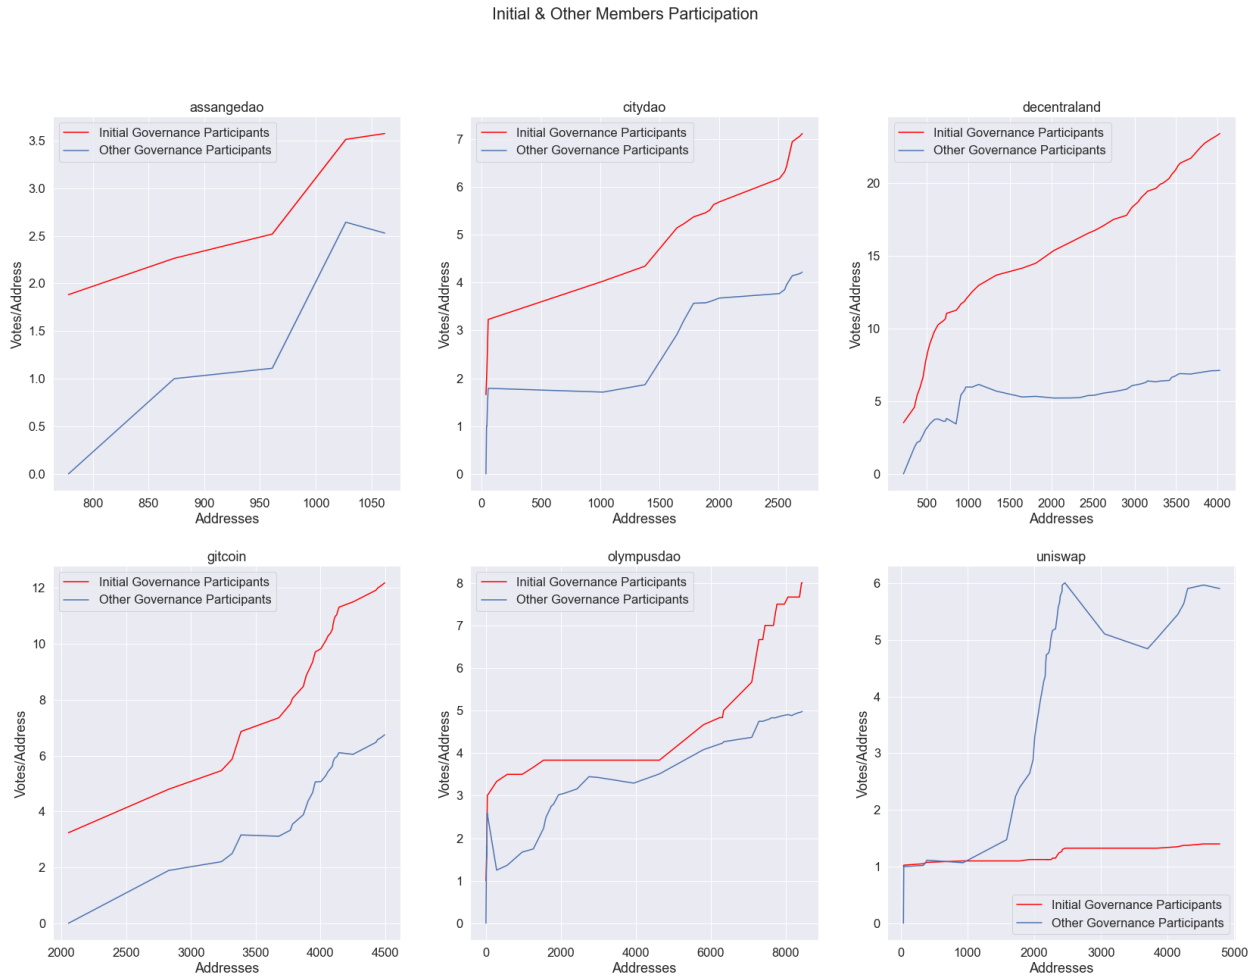 Initial & Other Members Participation
assangedao
Initial Governance Participants
Other Governance Participants
3.5
3.0
2.5
2.0
1.5
1.0
0.5
0.0
Votes/Address
800
850
900
950
1000
1050
Addresses
citydao
Initial Governance Participants
Other Governance Participants
7
6
5
4
3
2
1
0
Votes/Address
0
500
1000
1500
2000
2500
Addresses
decentraland
Initial Governance Participants
Other Governance Participants
20
15
10
5
0
Votes/Address
500
1000
1500
2000
2500
3000
3500
4000
Addresses
gitcoin
Initial Governance Participants
Other Governance Participants
12
10
8
6
4
2
0
Votes/Address
2000
2500
3000
3500
4000
4500
Addresses
olympusdao
Initial Governance Participants
Other Governance Participants
8
7
6
5
4
3
2
1
0
Votes/Address
0
2000
4000
6000
8000
Addresses
uniswap
6
5
4
3
2
1
0
Votes/Address
Initial Governance Participants
Other Governance Participants
0
1000
2000
3000
4000
5000
Addresses